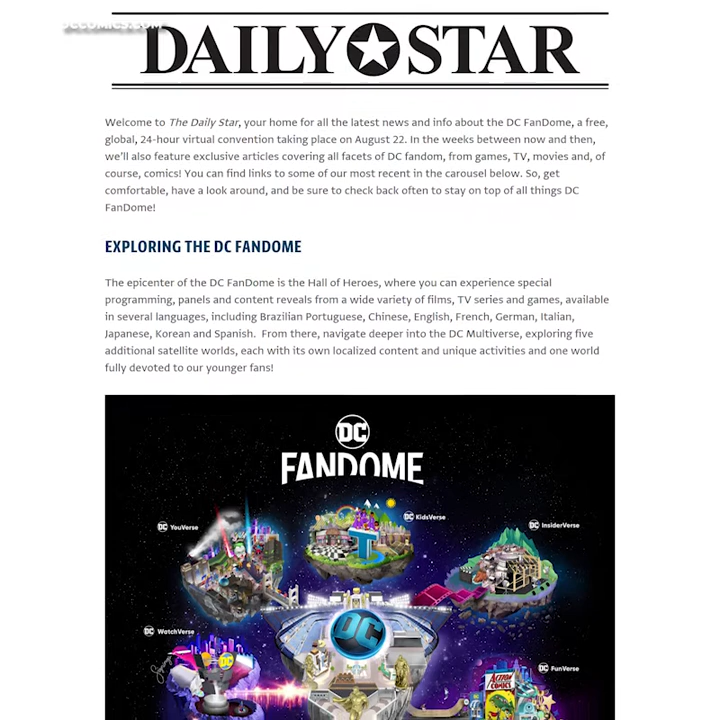 DCCOMICS.COM
DAILY STAR
Welcome to The Daily Star, your home for all the latest news and info about the DC FanDome, a free,
global, 24-hour virtual convention taking place on August 22. In the weeks between now and then,
we'll also feature exclusive articles covering all facets of DC fandom, from games, TV, movies and, of
course, comics! You can find links to some of our most recent in the carousel below. So, get
comfortable, have a look around, and be sure to check back often to stay on top of all things DC
FanDome!
EXPLORING THE DC FANDOME
The epicenter of the DC FanDome is the Hall of Heroes, where you can experience special
programming, panels and content reveals from a wide variety of films, TV series and games, available
in several languages, including Brazilian Portuguese, Chinese, English, French, German, Italian,
Japanese, Korean and Spanish. From there, navigate deeper into the DC Multiverse, exploring five
additional satellite worlds, each with its own localized content and unique activities and one world
fully devoted to our younger fans!
DC
FANDOME
DC KidsVerse
DC YouVerse
DC InsiderVerse
T
DC
DC WatchVerse
DC
DC FunVerse
ACTION
COMICS